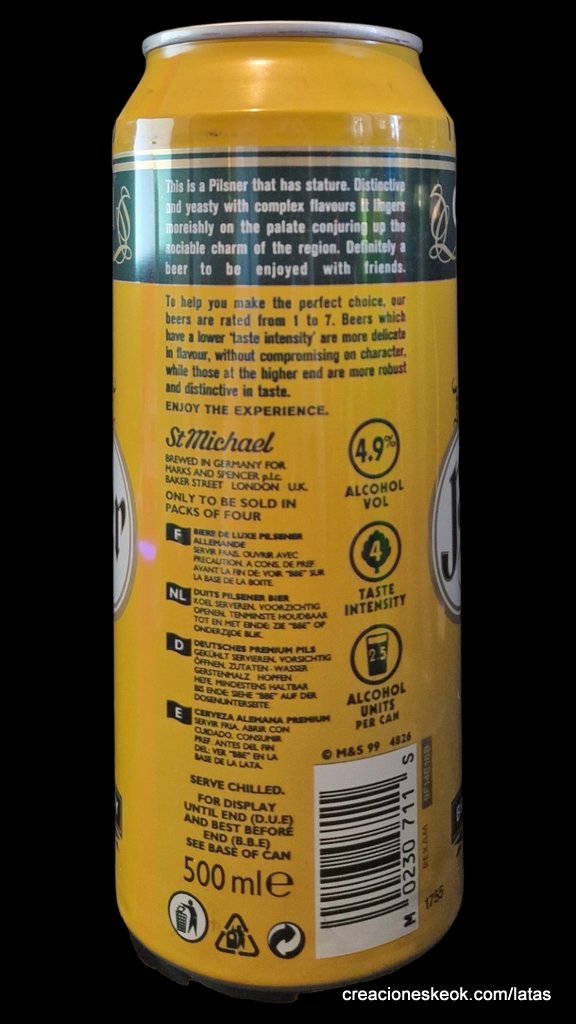 This is a Pilsner that has stature. Distinctive
and yeasty with complex flavours it lingers
moreishly on the palate conjuring up the
sociable charm of the region. Definitely a
beer to be enjoyed with friends.
To help you make the perfect choice, our
beers are rated from 1 to 7. Beers which
have a lower 'taste intensity' are more delicate
in flavour, without compromising on character,
while those at the higher end are more robust
and distinctive in taste.
ENJOY THE EXPERIENCE.
St Michael
BREWED IN GERMANY FOR
MARKS AND SPENCER p.l.c.
BAKER STREET LONDON U.K.
ONLY TO BE SOLD IN
PACKS OF FOUR
4.9%
ALCOHOL
VOL
4
TASTE
INTENSITY
2.5
ALCOHOL
UNITS
PER CAN
F BIERE DE LUXE PILSENER
ALLEMANDE
SERVIR FRAIS. OUVRIR AVEC
PRECAUTION. A CONS. DE PREF.
AVANT LA FIN DE: VOIR "BBE" SUR
LA BASE DE LA BOITE.
NL DUITS PILSENER BIER
KOEL SERVEREN. VOORZICHTIG
OPENEN. TENMINSTE HOUDBAAR
TOT EN MET EINDE: ZIE "BBE" OP
ONDERZIJDE BLIK.
D DEUTSCHES PREMIUM PILS
GEKÜHLT SERVIEREN. VORSICHTIG
ÖFFNEN. ZUTATEN - WASSER
GERSTENMALZ HOPFEN
HEFE. MINDESTENS HALTBAR
BIS ENDE: SIEHE "BBE" AUF DER
DOSENUNTERSEITE.
E CERVEZA ALEMANA PREMIUM
SERVIR FRIA. ABRIR CON
CUIDADO. CONSUMIR
PREF. ANTES DEL FIN
DEL: VER "BBE" EN LA
BASE DE LA LATA.
© M&S 99 4826
SERVE CHILLED.
FOR DISPLAY
UNTIL END (D.U.E)
AND BEST BEFORE
END (B.B.E)
SEE BASE OF CAN
500 ml e
M 0230 711 S
REXAM
1755
creacioneskeok.com/latas